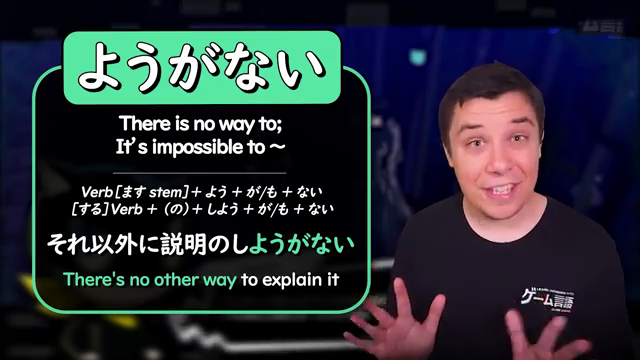 ようがない
There is no way to;
It's impossible to ~
Verb [ます stem] + よう + が/も + ない
[する] Verb + (の) + しよう + が/も + ない
それ以外に説明のしようがない
There's no other way to explain it
ゲーム言語